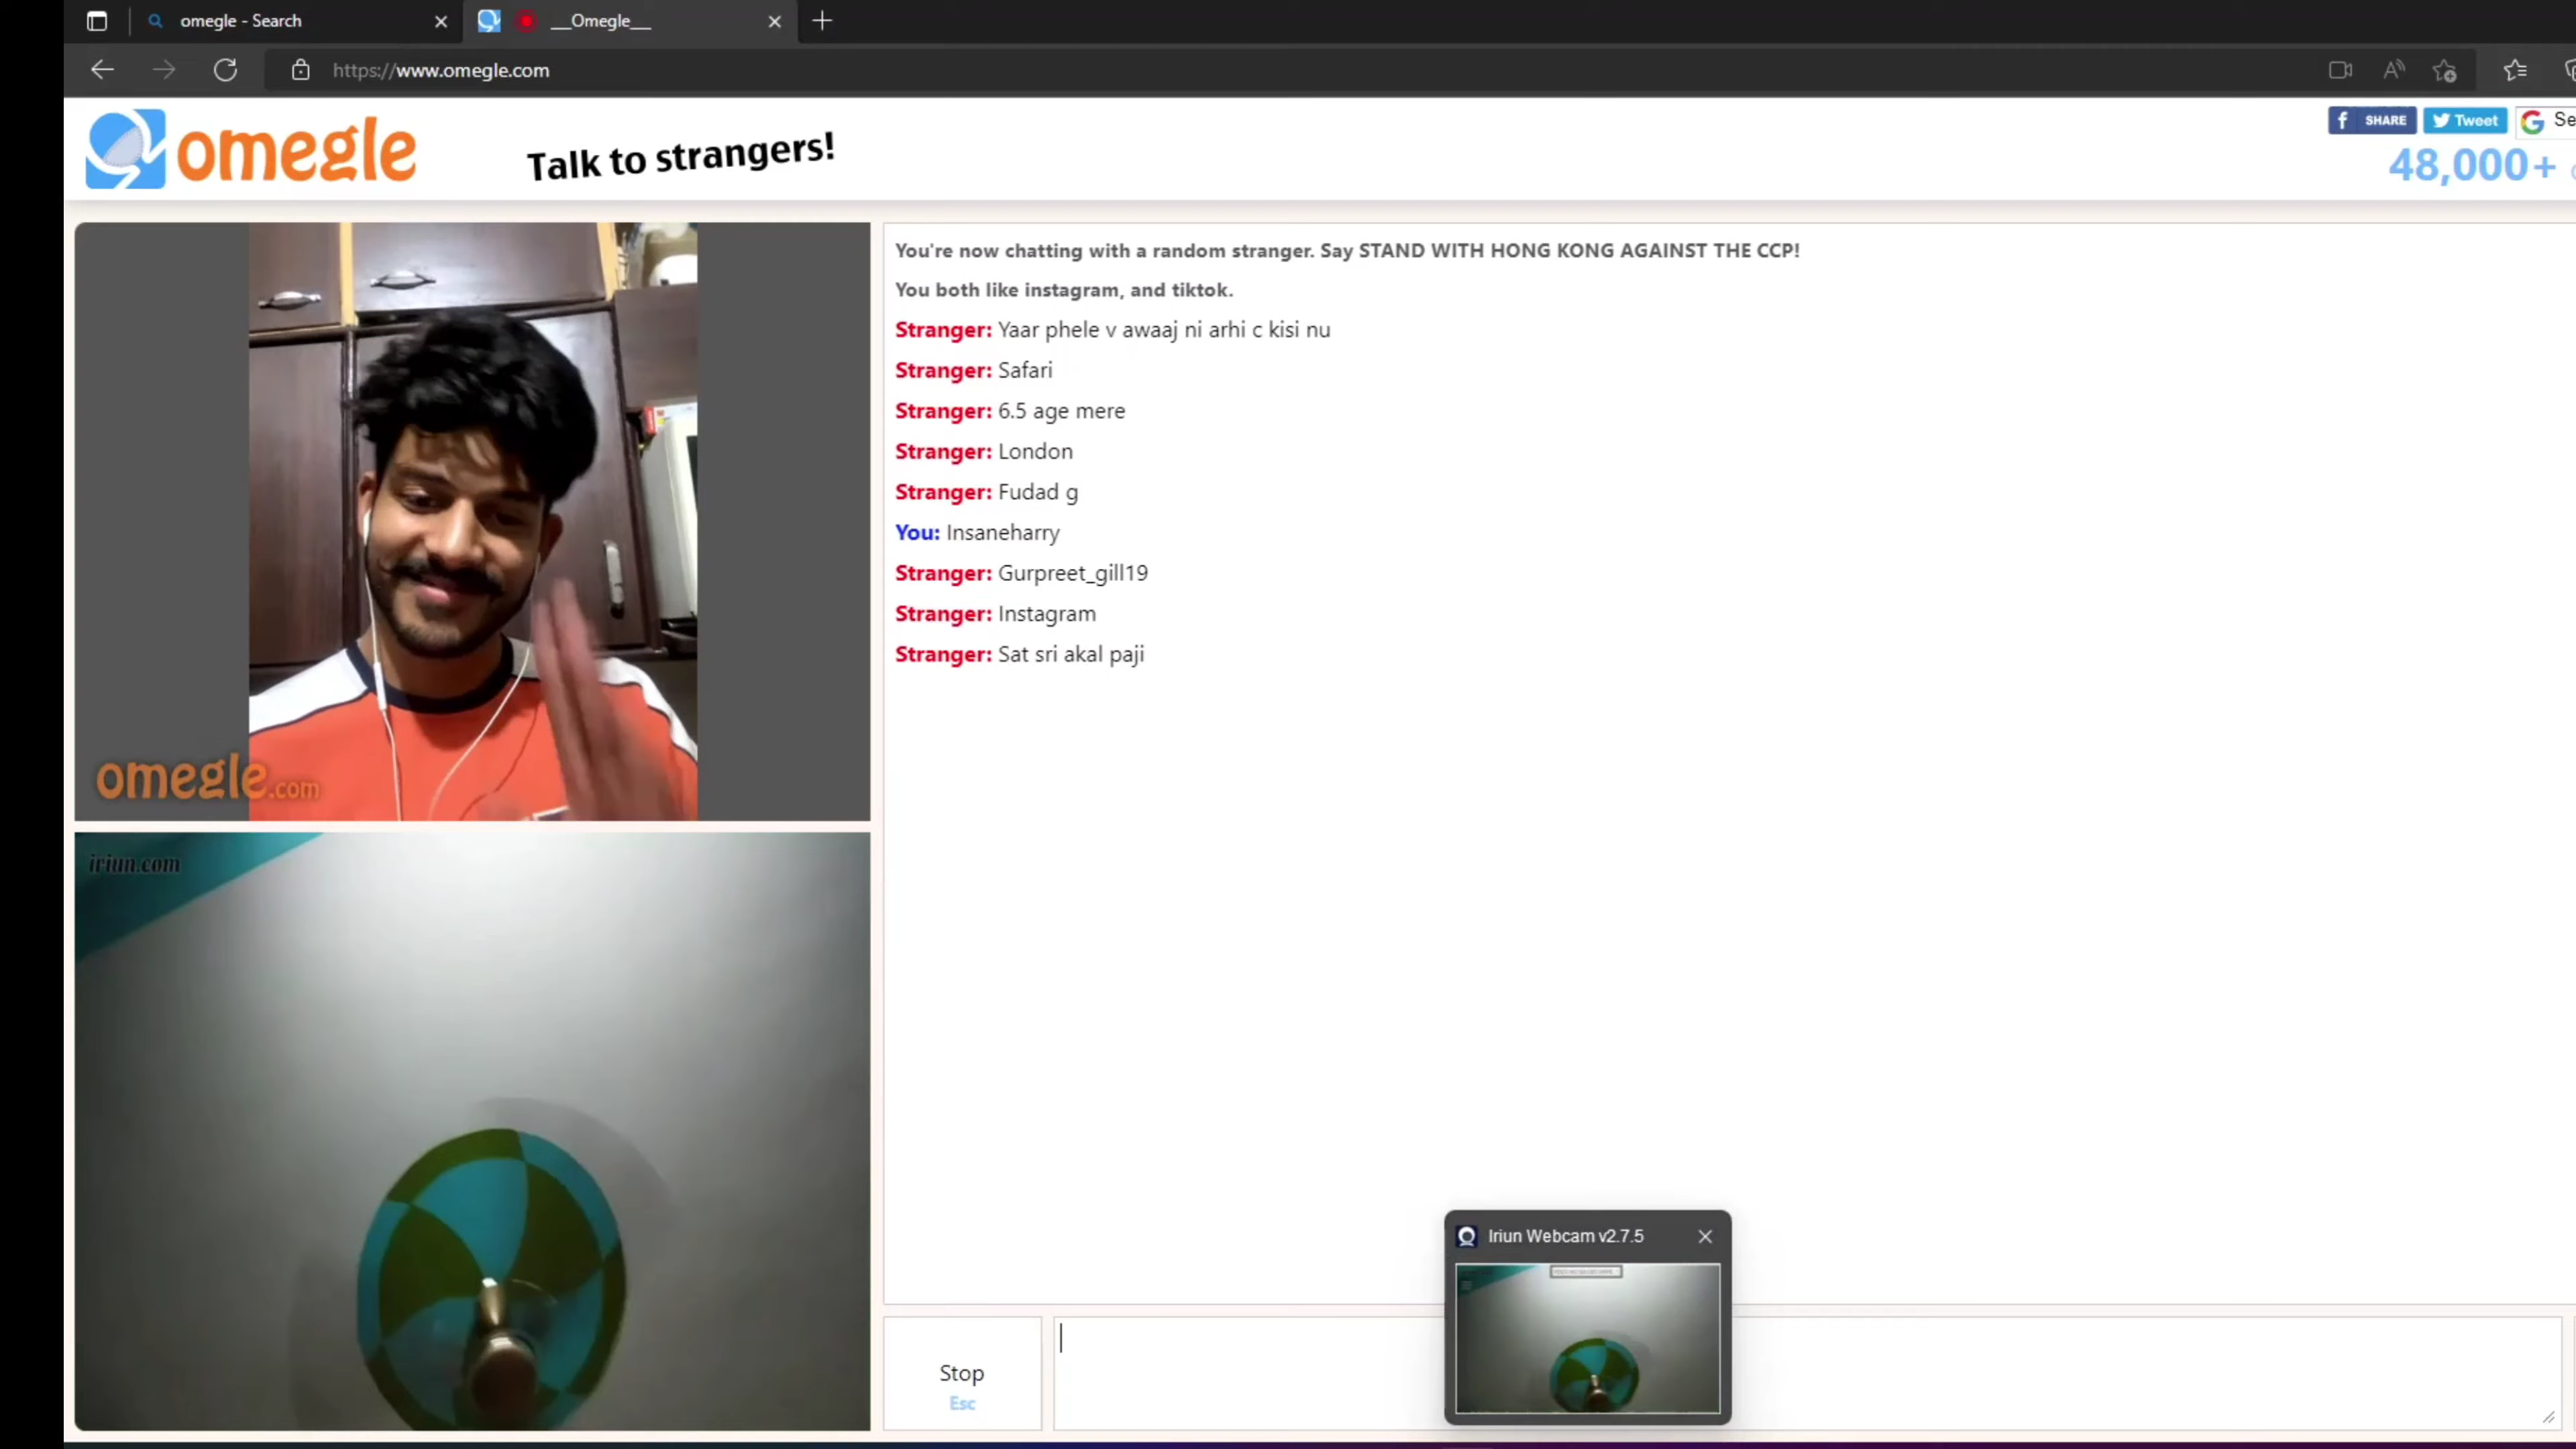 omegle - Search
__Omegle__
https://www.omegle.com
omegle
Talk to strangers!
SHARE
Tweet
Se
48,000+
You're now chatting with a random stranger. Say STAND WITH HONG KONG AGAINST THE CCP!
You both like instagram, and tiktok.
Stranger: Yaar phele v awaaj ni arhi c kisi nu
Stranger: Safari
Stranger: 6.5 age mere
Stranger: London
Stranger: Fudad g
You: Insaneharry
Stranger: Gurpreet_gill19
Stranger: Instagram
Stranger: Sat sri akal paji
omegle.com
iriun.com
Iriun Webcam v2.7.5
Stop
Esc